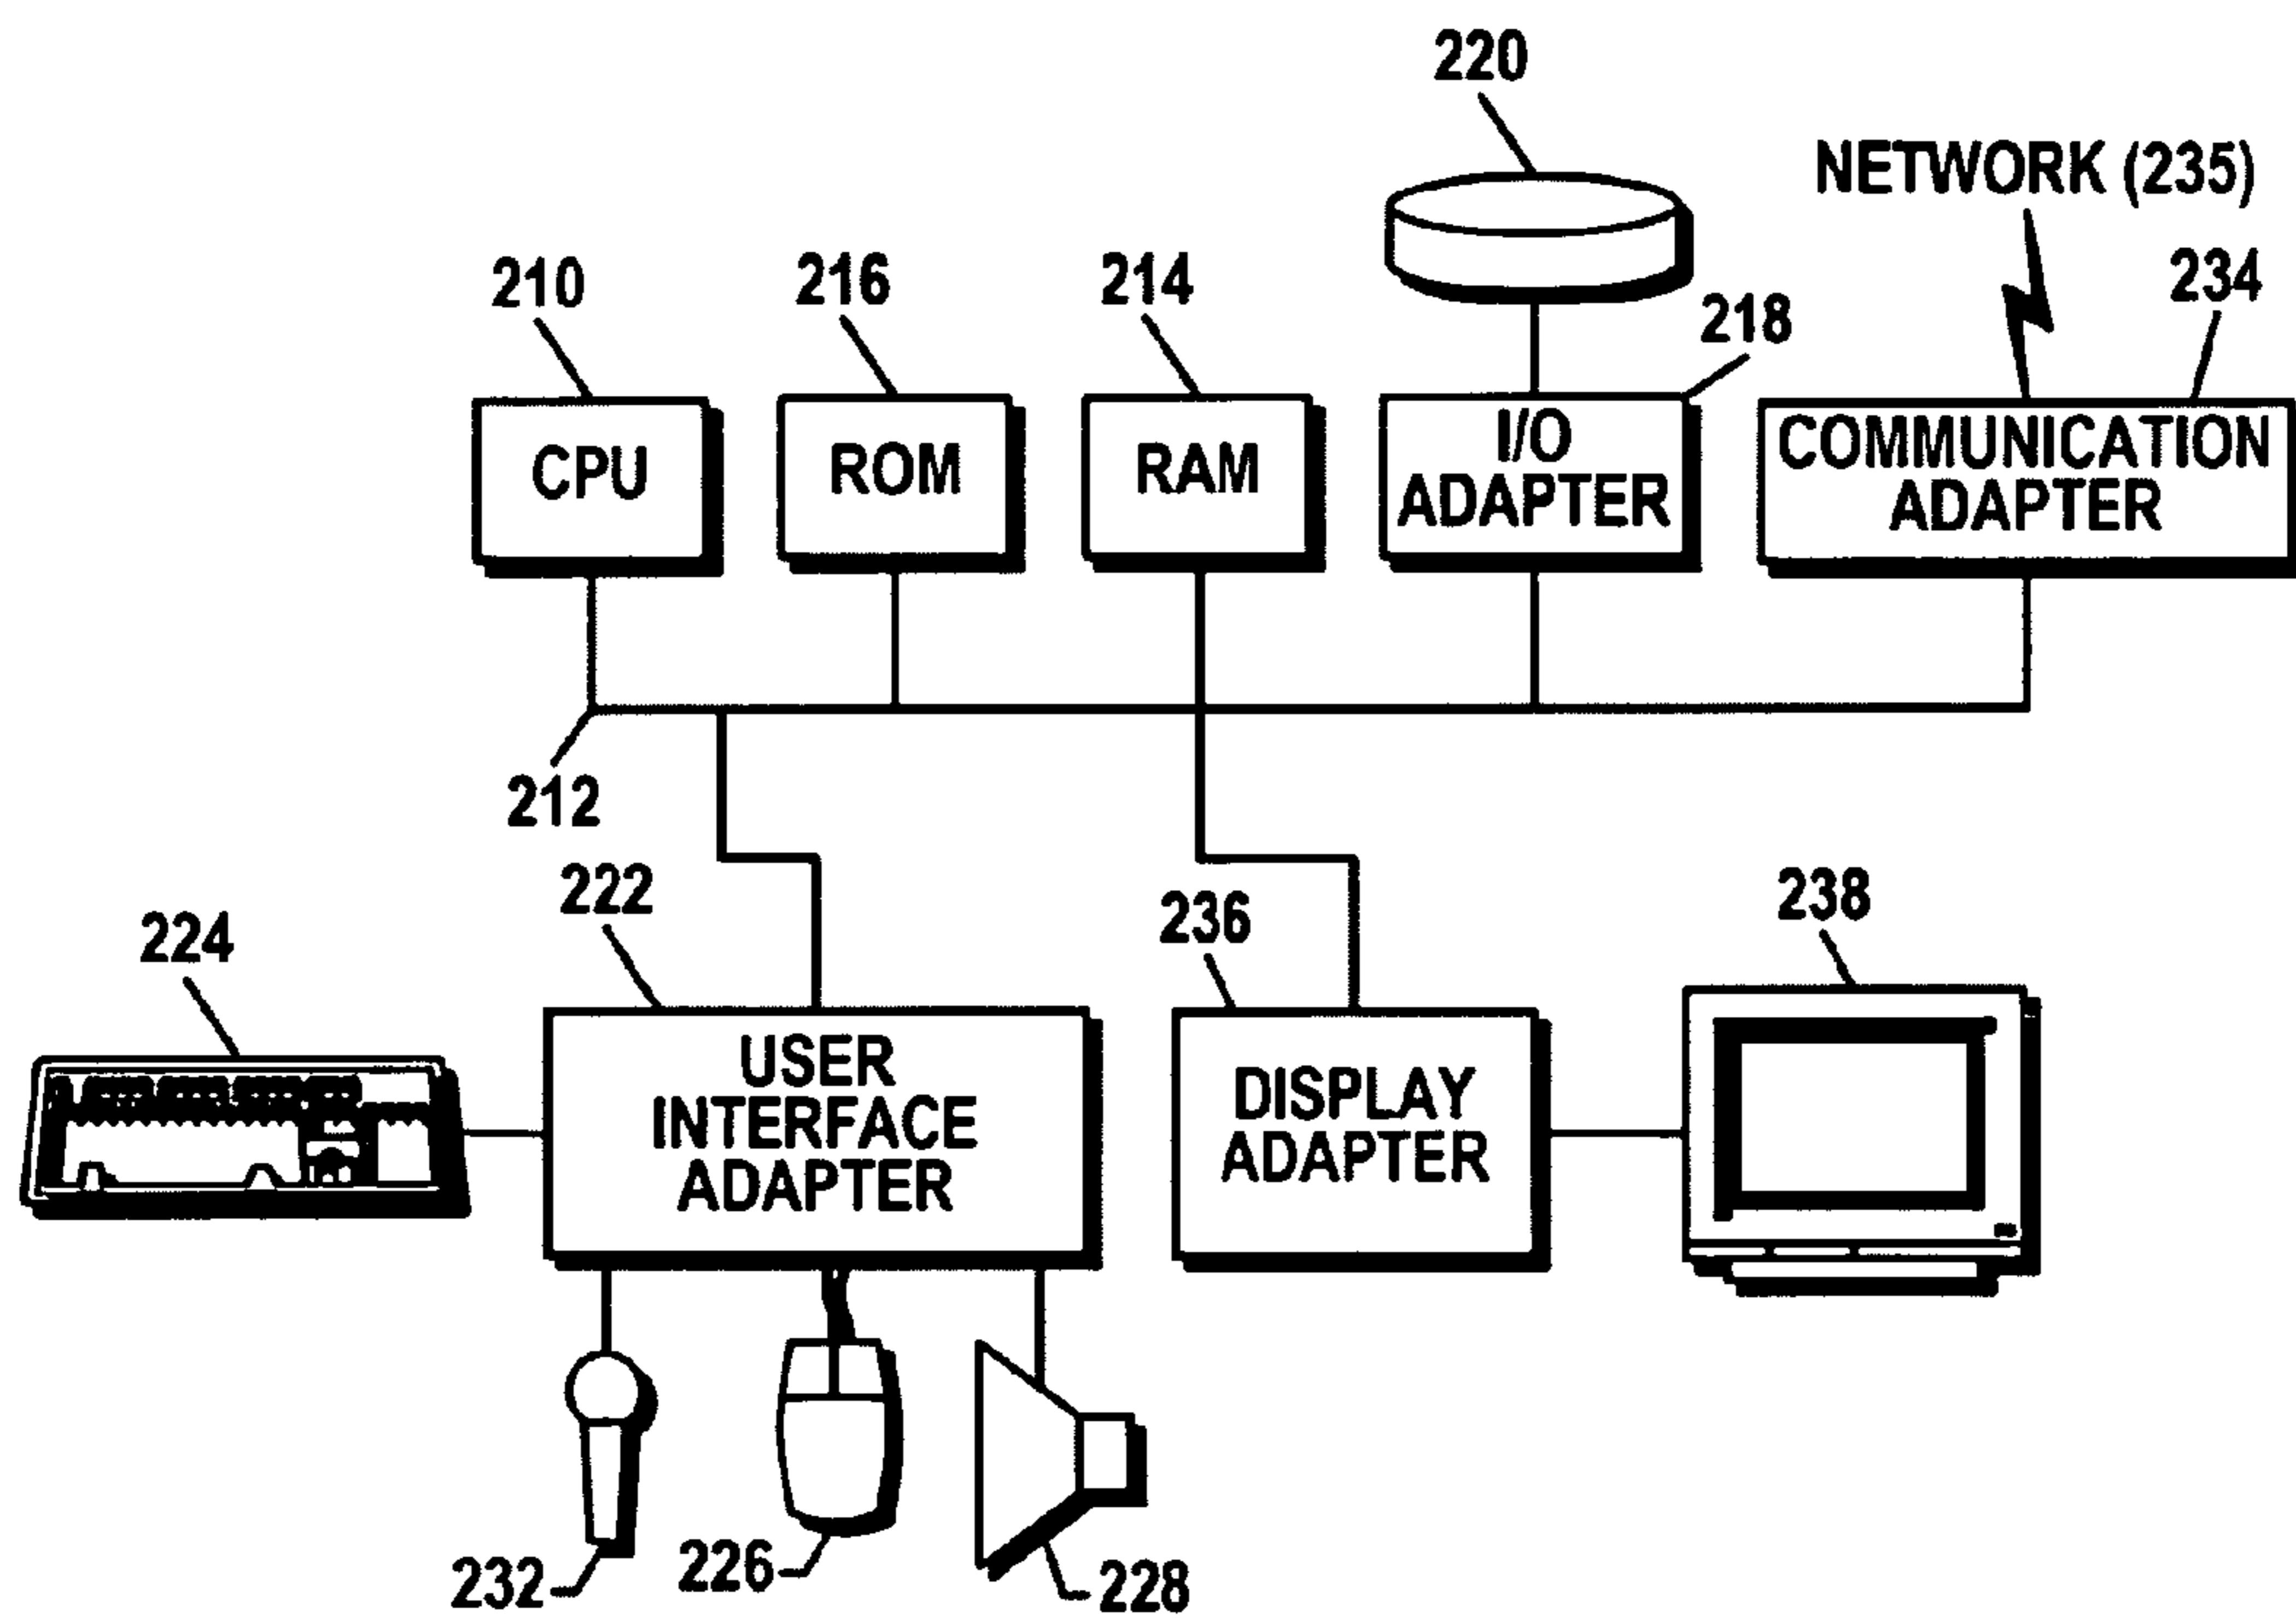 220
NETWORK (235)
210
216
214
218
234
CPU
ROM
RAM
I/O
ADAPTER
COMMUNICATION
ADAPTER
212
222
224
236
238
USER
INTERFACE
ADAPTER
DISPLAY
ADAPTER
232
226
228